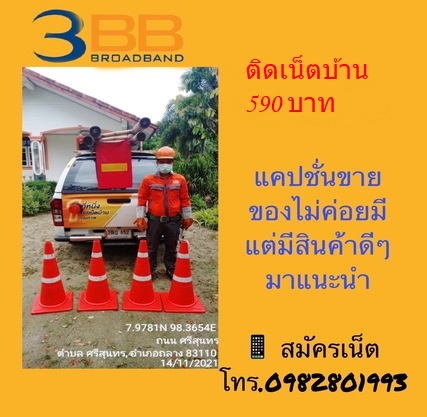 3BB
BROADBAND
ติดเน็ตบ้าน
590 บาท
แคปชั่นขาย
ของไม่ค่อยมี
แต่มีสินค้าดีๆ
มาแนะนำ
7.9781N 98.3654E
ถนน ศรีสุนทร
ตำบล ศรีสุนทร, อำเภอถลาง 83110
14/11/2021
สมัครเน็ต
โทร.0982801993